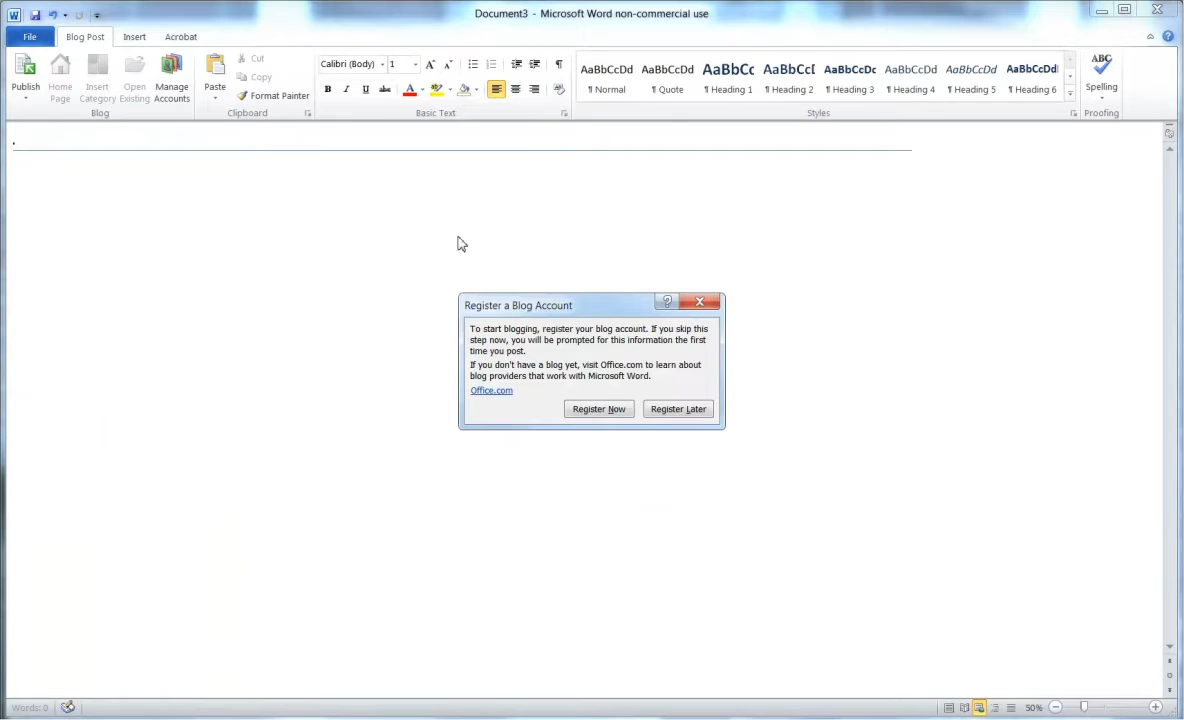 Document3 - Microsoft Word non-commercial use
File Blog Post Insert Acrobat
Publish Home Page Insert Category Open Existing Manage Accounts
Blog
Paste Cut Copy Format Painter
Clipboard
Calibri (Body) 1
B I U abc A
Basic Text
AaBbCcDd AaBbCcDd AaBbCc AaBbCc AaBbCcDc AaBbCcDd AaBbCcDd AaBbCcDd
¶ Normal ¶ Quote ¶ Heading 1 ¶ Heading 2 ¶ Heading 3 ¶ Heading 4 ¶ Heading 5 ¶ Heading 6
Styles
ABC
Spelling
Proofing
Register a Blog Account
To start blogging, register your blog account. If you skip this
step now, you will be prompted for this information the first
time you post.
If you don't have a blog yet, visit Office.com to learn about
blog providers that work with Microsoft Word.
Office.com
Register Now Register Later
Words: 0 50%